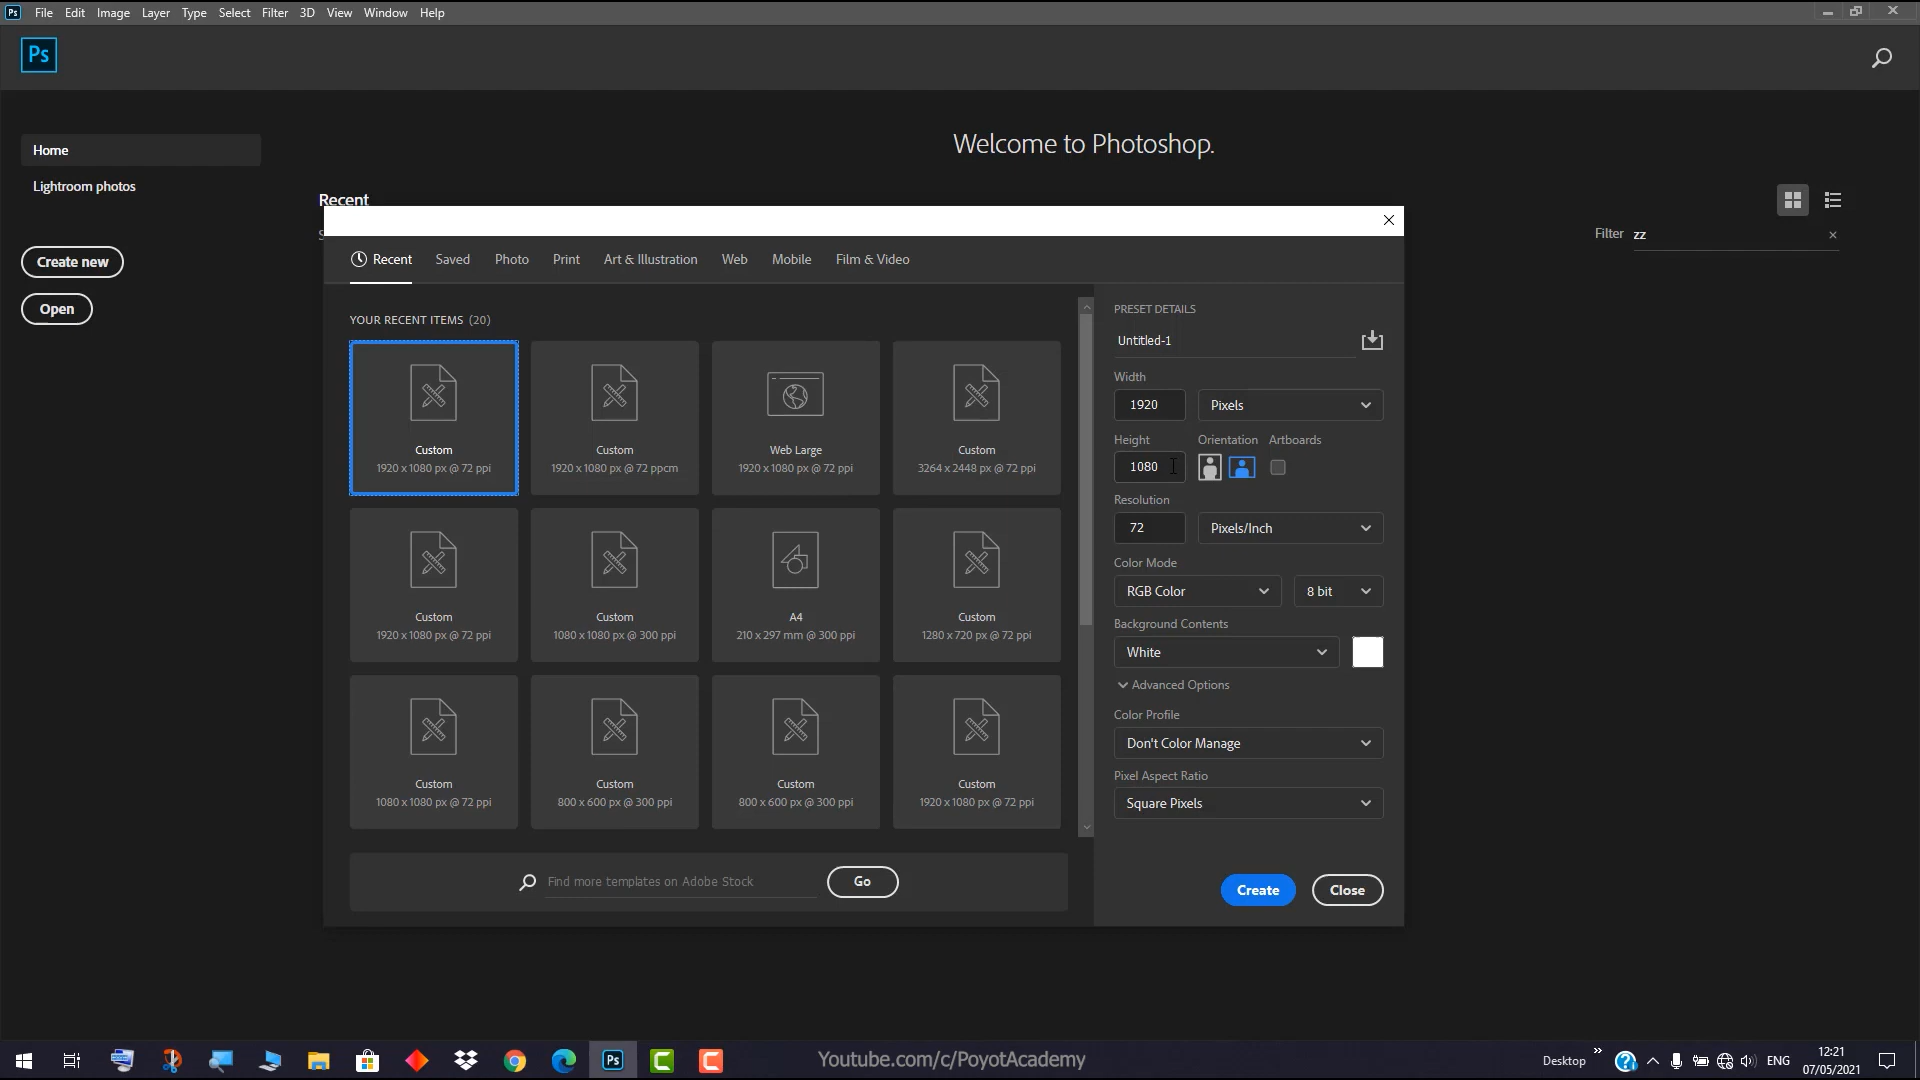 Ps File Edit Image Layer Type Select Filter 3D View Window Help
Ps
Home
Lightroom photos
Create new
Open
Welcome to Photoshop.
Recent
Filter zz
Recent Saved Photo Print Art & Illustration Web Mobile Film & Video
YOUR RECENT ITEMS (20)
Custom
1920 x 1080 px @ 72 ppi
Custom
1920 x 1080 px @ 72 ppcm
Web Large
1920 x 1080 px @ 72 ppi
Custom
3264 x 2448 px @ 72 ppi
Custom
1920 x 1080 px @ 72 ppi
Custom
1080 x 1080 px @ 300 ppi
A4
210 x 297 mm @ 300 ppi
Custom
1280 x 720 px @ 72 ppi
Custom
1080 x 1080 px @ 72 ppi
Custom
800 x 600 px @ 300 ppi
Custom
800 x 600 px @ 300 ppi
Custom
1920 x 1080 px @ 72 ppi
Find more templates on Adobe Stock
Go
PRESET DETAILS
Untitled-1
Width
1920 Pixels
Height Orientation Artboards
1080
Resolution
72 Pixels/Inch
Color Mode
RGB Color 8 bit
Background Contents
White
Advanced Options
Color Profile
Don't Color Manage
Pixel Aspect Ratio
Square Pixels
Create Close
Ps
Youtube.com/c/PoyotAcademy
Desktop
ENG
12:21
07/05/2021